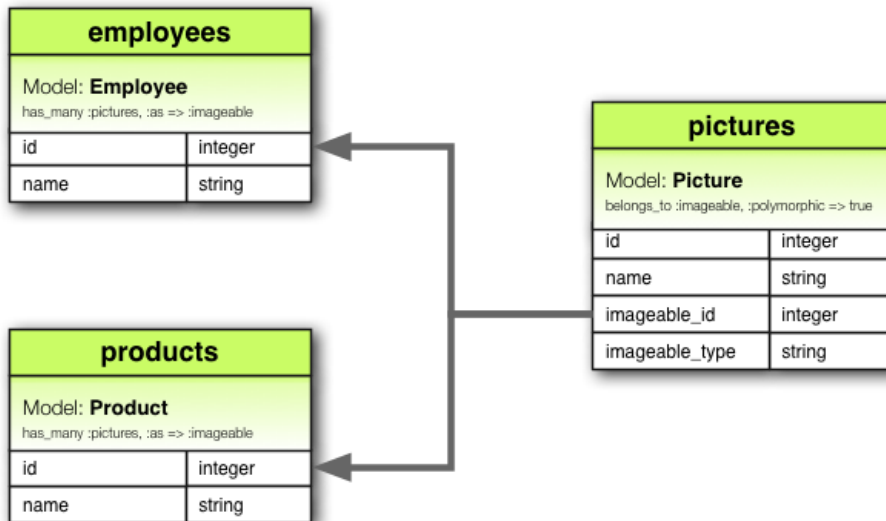 employees
Model: Employee
has_many :pictures, :as => :imageable
id integer
name string
pictures
Model: Picture
belongs_to :imageable, :polymorphic => true
id integer
name string
imageable_id integer
imageable_type string
products
Model: Product
has_many :pictures, :as => :imageable
id integer
name string